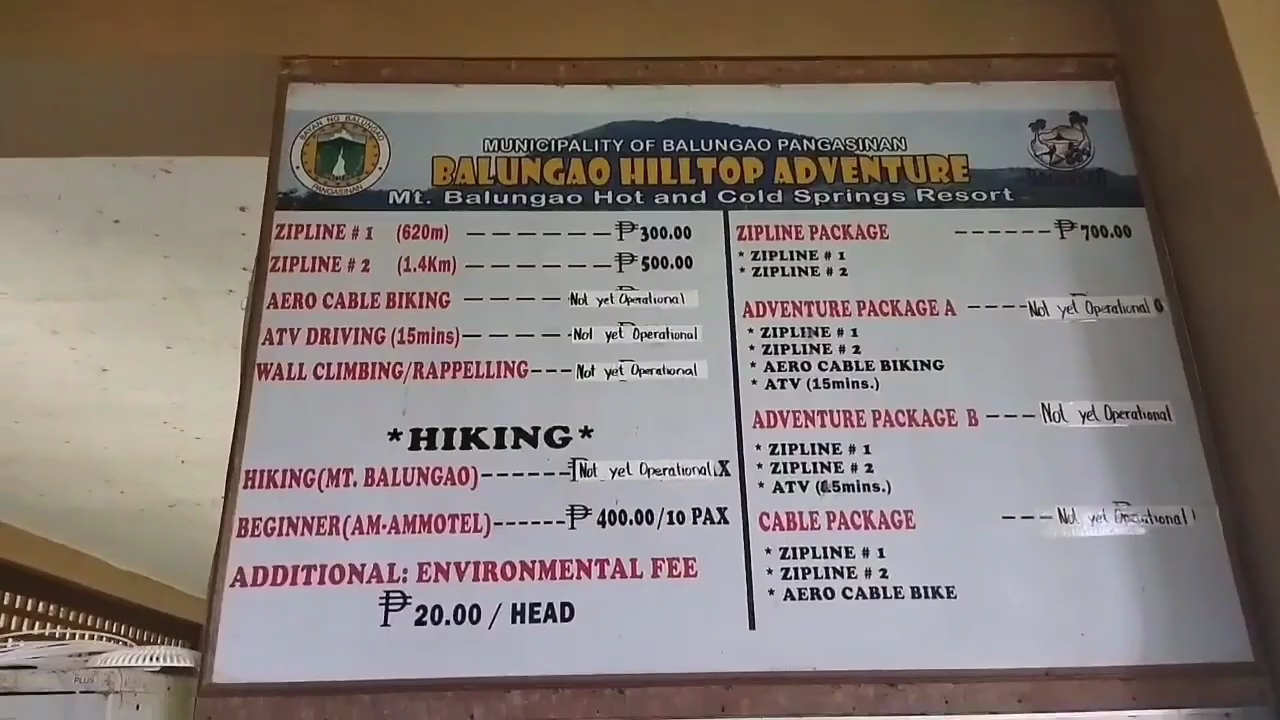 BAYAN NG BALUNGAO
PANGASINAN
MUNICIPALITY OF BALUNGAO PANGASINAN
BALUNGAO HILLTOP ADVENTURE
Mt. Balungao Hot and Cold Springs Resort
ZIPLINE # 1 (620m) ------- ₱300.00
ZIPLINE # 2 (1.4Km) ------- ₱500.00
AERO CABLE BIKING ----- Not yet Operational
ATV DRIVING (15mins)------ Not yet Operational
WALL CLIMBING/RAPPELLING--- Not yet Operational
*HIKING*
HIKING(MT. BALUNGAO)------ Not yet Operational X
BEGINNER(AM-AMMOTEL)------₱ 400.00/10 PAX
ADDITIONAL: ENVIRONMENTAL FEE
₱20.00 / HEAD
ZIPLINE PACKAGE ------₱700.00
* ZIPLINE # 1
* ZIPLINE # 2
ADVENTURE PACKAGE A ----Not yet Operational
* ZIPLINE # 1
* ZIPLINE # 2
* AERO CABLE BIKING
* ATV (15mins.)
ADVENTURE PACKAGE B --- Not yet Operational
* ZIPLINE # 1
* ZIPLINE # 2
* ATV (15mins.)
CABLE PACKAGE --- Not yet Operational
* ZIPLINE # 1
* ZIPLINE # 2
* AERO CABLE BIKE
PLUS